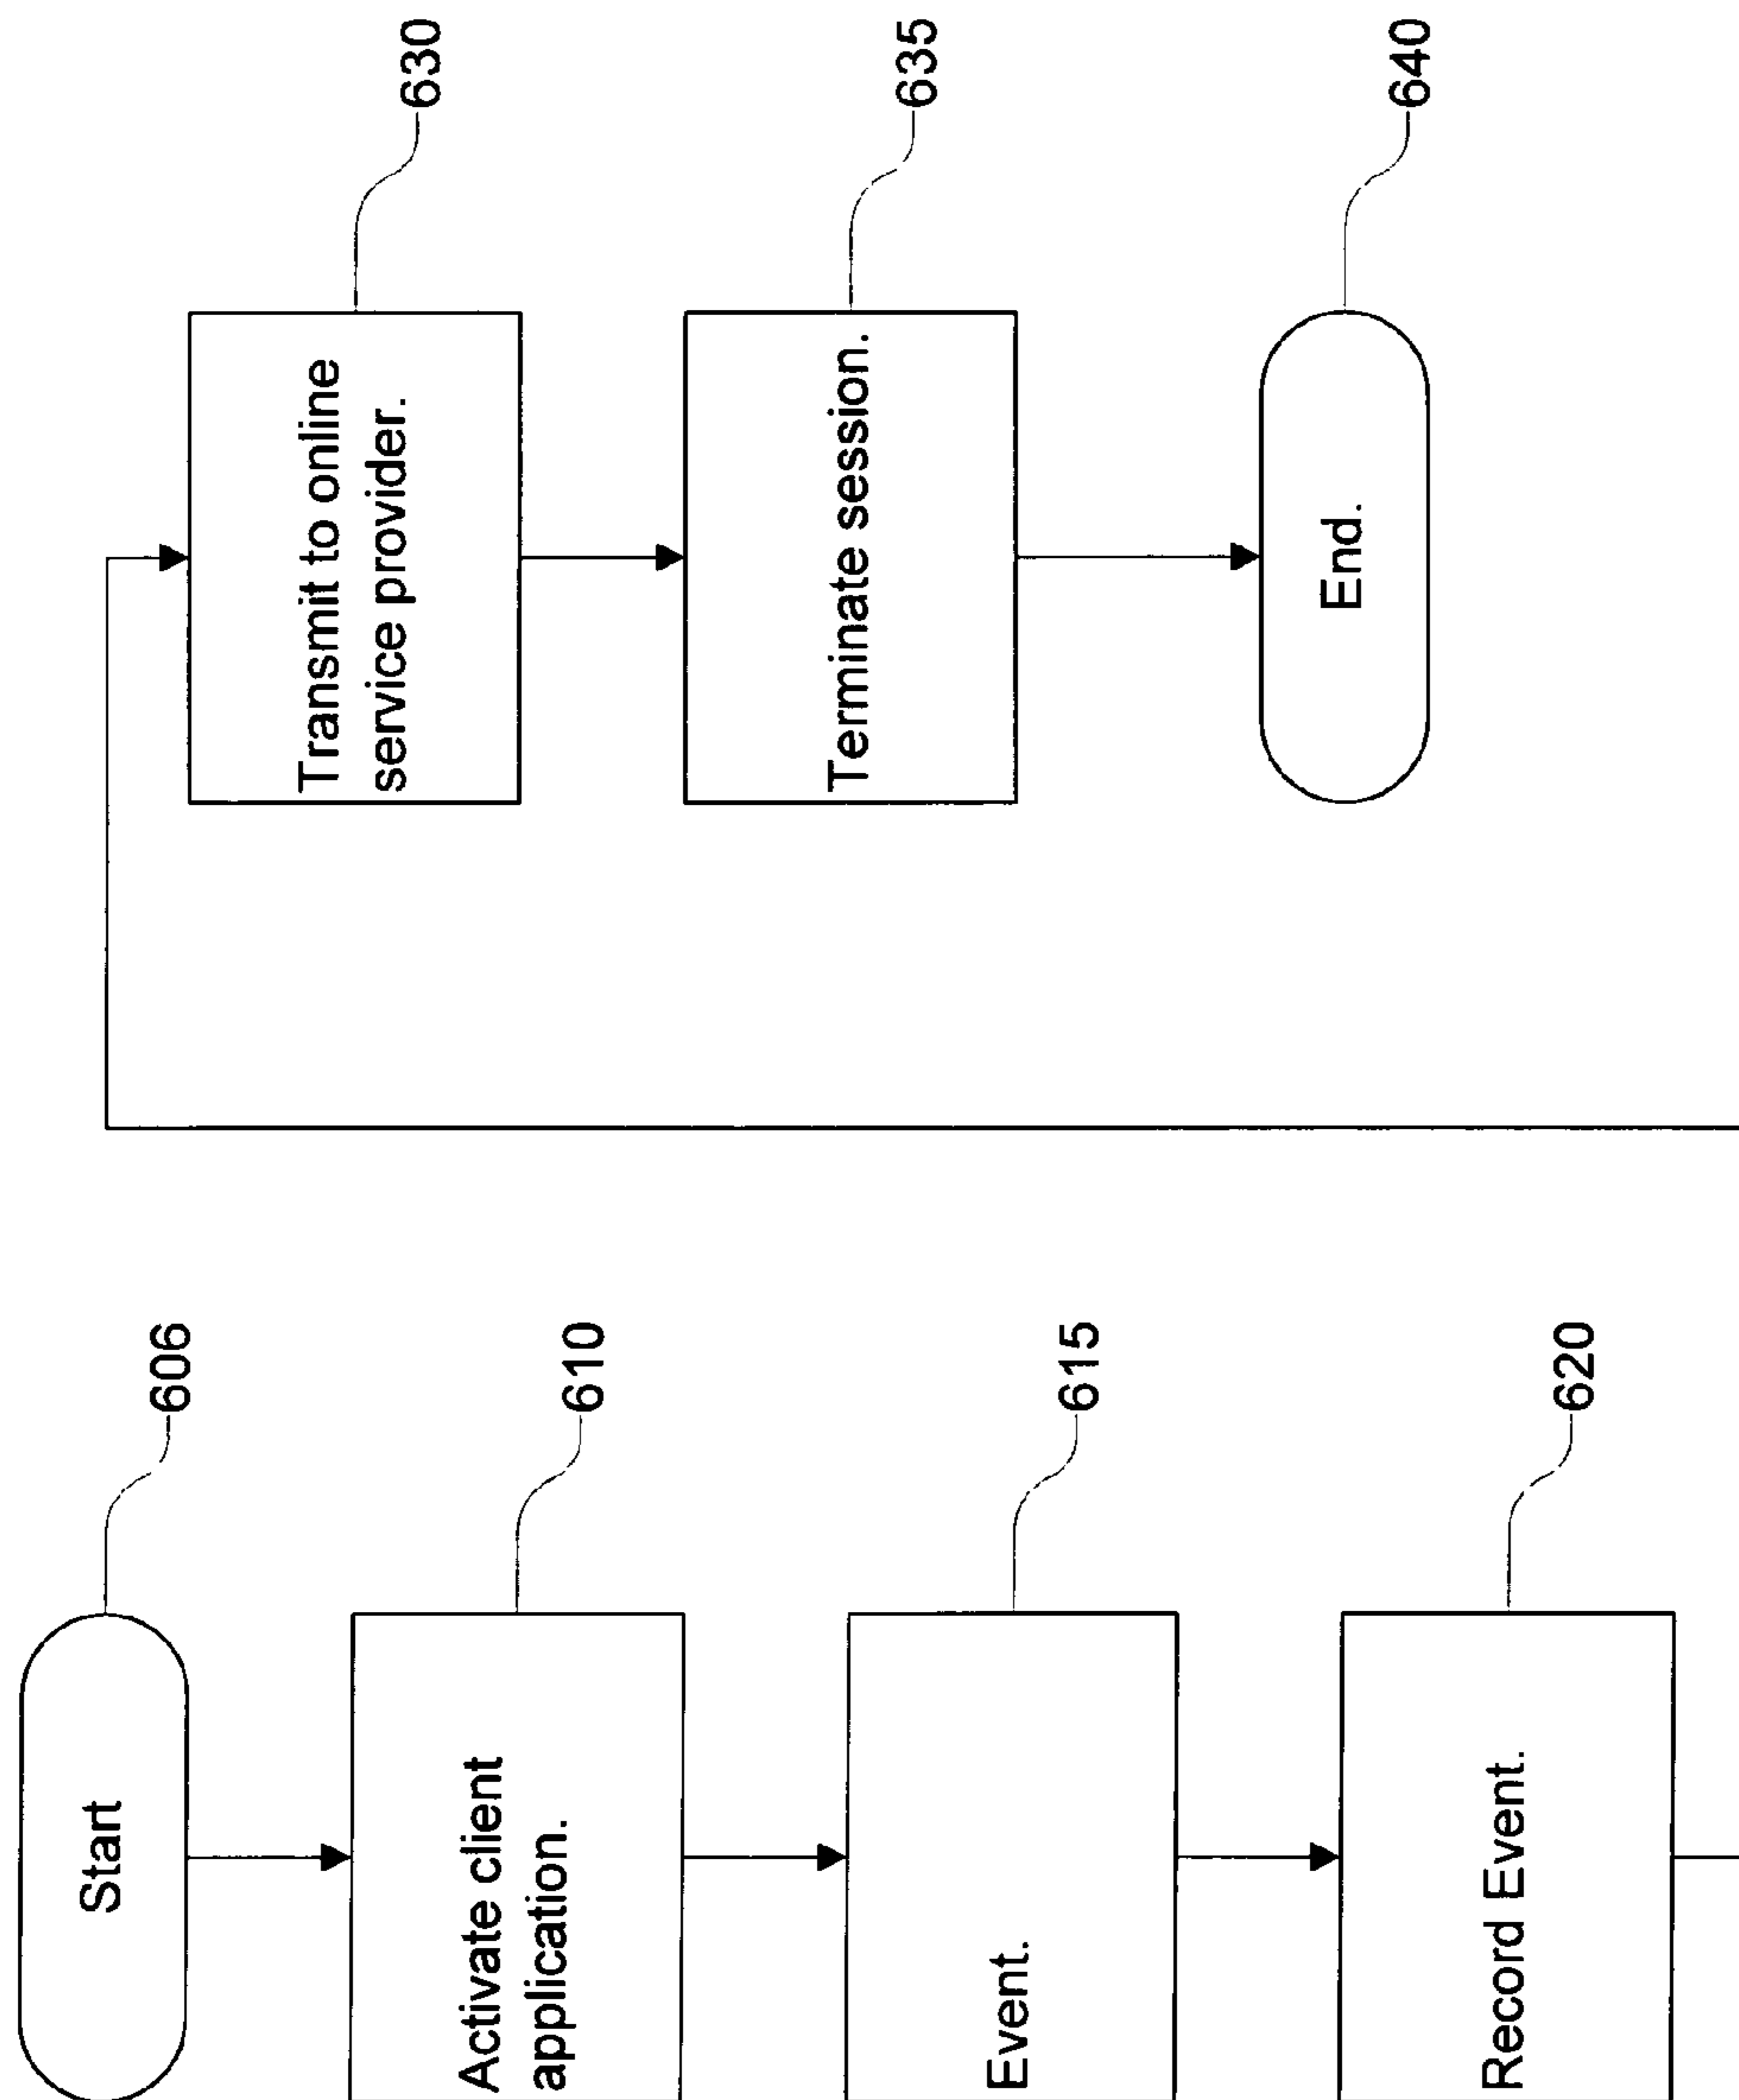 Start
606
Activate client
application.
610
Event.
615
Record Event.
620
Transmit to online
service provider.
630
Terminate session.
635
End.
640